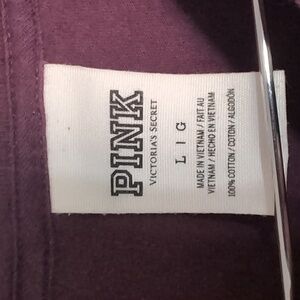 PINK
VICTORIA'S SECRET
L | G
MADE IN VIETNAM / FAIT AU
VIETNAM / HECHO EN VIETNAM
100% COTTON / COTON / ALGODÓN